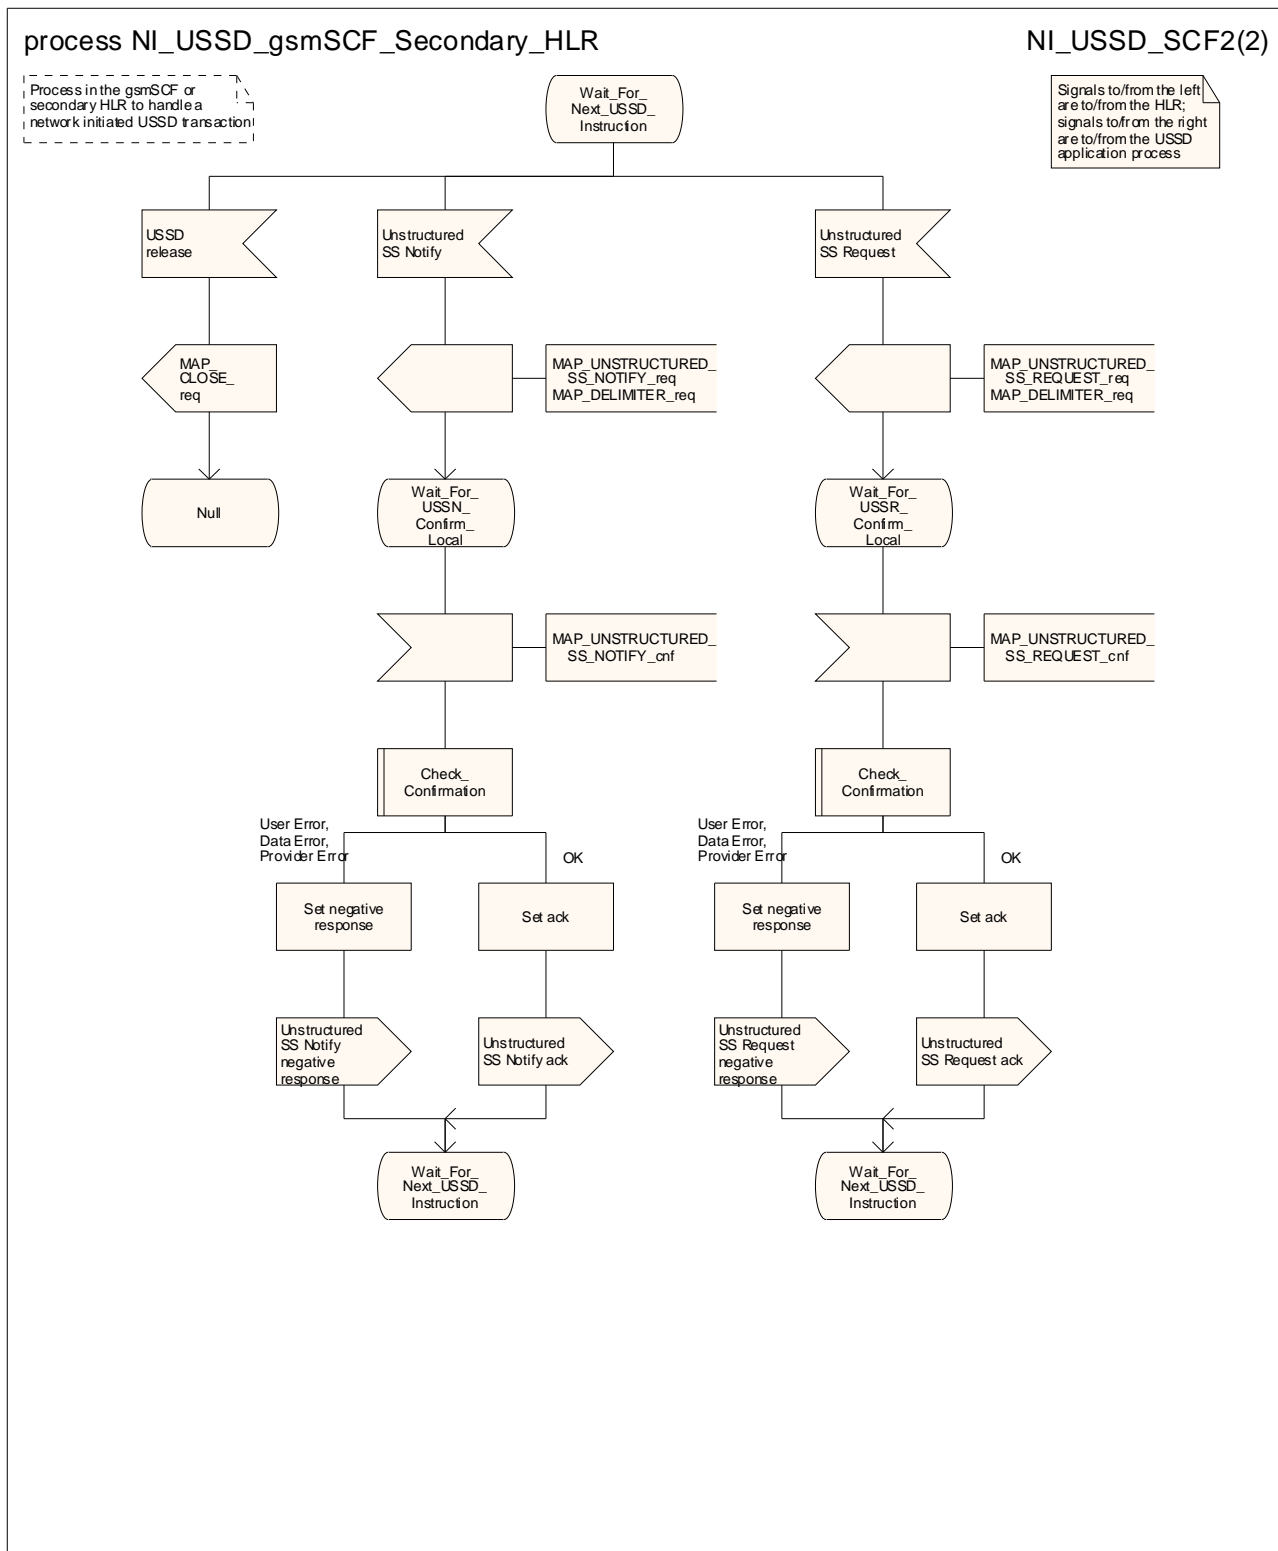 process NI_USSD_gsmSCF_Secondary_HLR
NI_USSD_SCF2(2)
Process in the gsmSCF or
secondary HLR to handle a
network initiated USSD transaction
Wait_For_
Next_USSD_
Instruction
Signals to/from the left
are to/from the HLR;
signals to/from the right
are to/from the USSD
application process
USSD
release
Unstructured
SS Notify
Unstructured
SS Request
MAP_
CLOSE_
req
MAP_UNSTRUCTURED_
SS_NOTIFY_req
MAP_DELIMITER_req
MAP_UNSTRUCTURED_
SS_REQUEST_req
MAP_DELIMITER_req
Null
Wait_For_
USSN_
Confirm_
Local
Wait_For_
USSR_
Confirm_
Local
MAP_UNSTRUCTURED_
SS_NOTIFY_cnf
MAP_UNSTRUCTURED_
SS_REQUEST_cnf
Check_
Confirmation
Check_
Confirmation
User Error,
Data Error,
Provider Error
OK
User Error,
Data Error,
Provider Error
OK
Set negative
response
Set ack
Set negative
response
Set ack
Unstructured
SS Notify
negative
response
Unstructured
SS Notify ack
Unstructured
SS Request
negative
response
Unstructured
SS Request ack
Wait_For_
Next_USSD_
Instruction
Wait_For_
Next_USSD_
Instruction